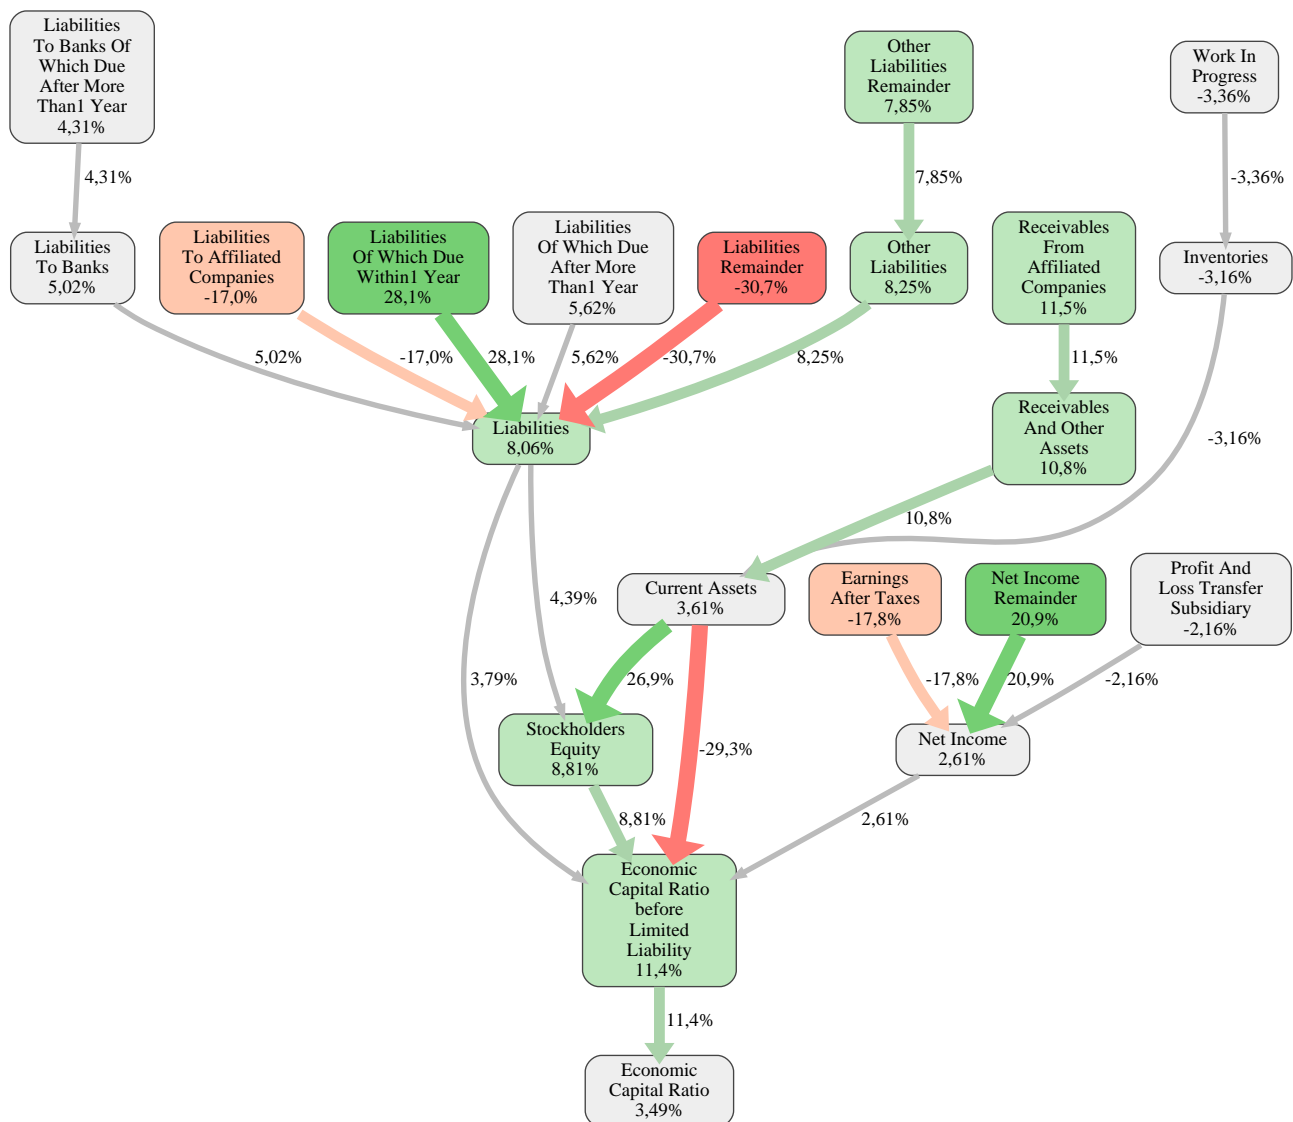 Liabilities
To Banks Of
Which Due
After More
Than1 Year
4,31%
Other
Liabilities
Remainder
7,85%
Work In
Progress
-3,36%
4,31%
7,85%
-3,36%
Liabilities
To Banks
5,02%
Liabilities
To Affiliated
Companies
-17,0%
Liabilities
Of Which Due
Within1 Year
28,1%
Liabilities
Of Which Due
After More
Than1 Year
5,62%
Liabilities
Remainder
-30,7%
Other
Liabilities
8,25%
Receivables
From
Affiliated
Companies
11,5%
Inventories
-3,16%
5,02%
-17,0%
28,1%
5,62%
-30,7%
8,25%
11,5%
Liabilities
8,06%
Receivables
And Other
Assets
10,8%
-3,16%
10,8%
Current Assets
3,61%
Earnings
After Taxes
-17,8%
Net Income
Remainder
20,9%
Profit And
Loss Transfer
Subsidiary
-2,16%
4,39%
3,79%
26,9%
-17,8%
20,9%
-2,16%
Stockholders
Equity
8,81%
-29,3%
Net Income
2,61%
8,81%
2,61%
Economic
Capital Ratio
before
Limited
Liability
11,4%
11,4%
Economic
Capital Ratio
3,49%